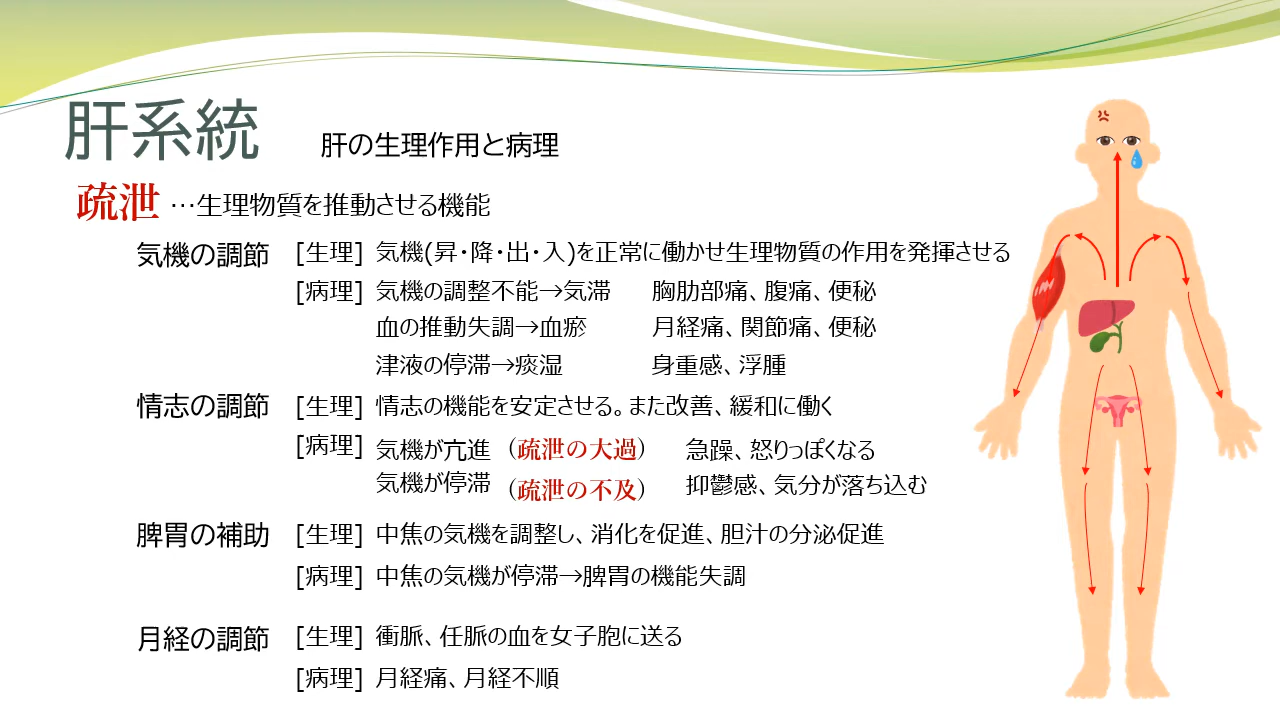 肝系統 肝の生理作用と病理
疏泄 …生理物質を推動させる機能
気機の調節 [生理] 気機(昇・降・出・入)を正常に働かせ生理物質の作用を発揮させる
[病理] 気機の調整不能→気滞 胸肋部痛、腹痛、便秘
血の推動失調→血瘀 月経痛、関節痛、便秘
津液の停滞→痰湿 身重感、浮腫
情志の調節 [生理] 情志の機能を安定させる。また改善、緩和に働く
[病理] 気機が亢進 (疏泄の大過) 急躁、怒りっぽくなる
気機が停滞 (疏泄の不及) 抑鬱感、気分が落ち込む
脾胃の補助 [生理] 中焦の気機を調整し、消化を促進、胆汁の分泌促進
[病理] 中焦の気機が停滞→脾胃の機能失調
月経の調節 [生理] 衝脈、任脈の血を女子胞に送る
[病理] 月経痛、月経不順